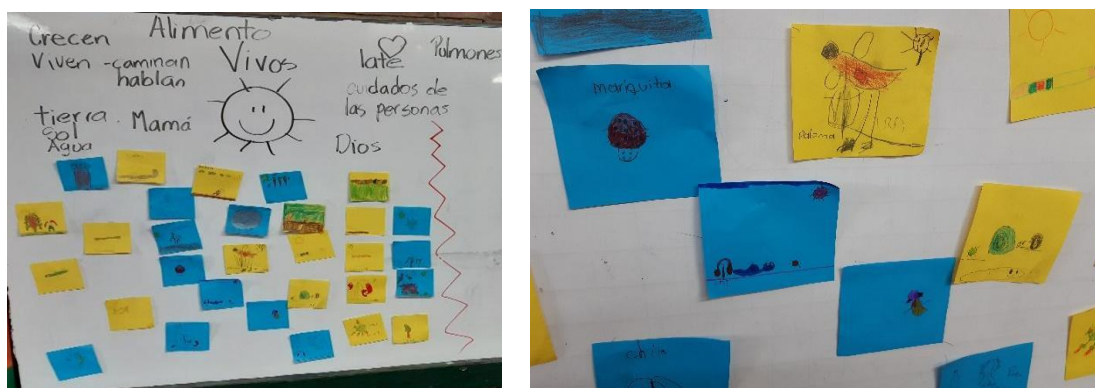 Crecen
Alimento
Viven - caminan
hablan
Vivos
late
Pulmones
cuidados de
las personas
tierra
sol
Agua
Mamá
Dios
mariquita
Paloma